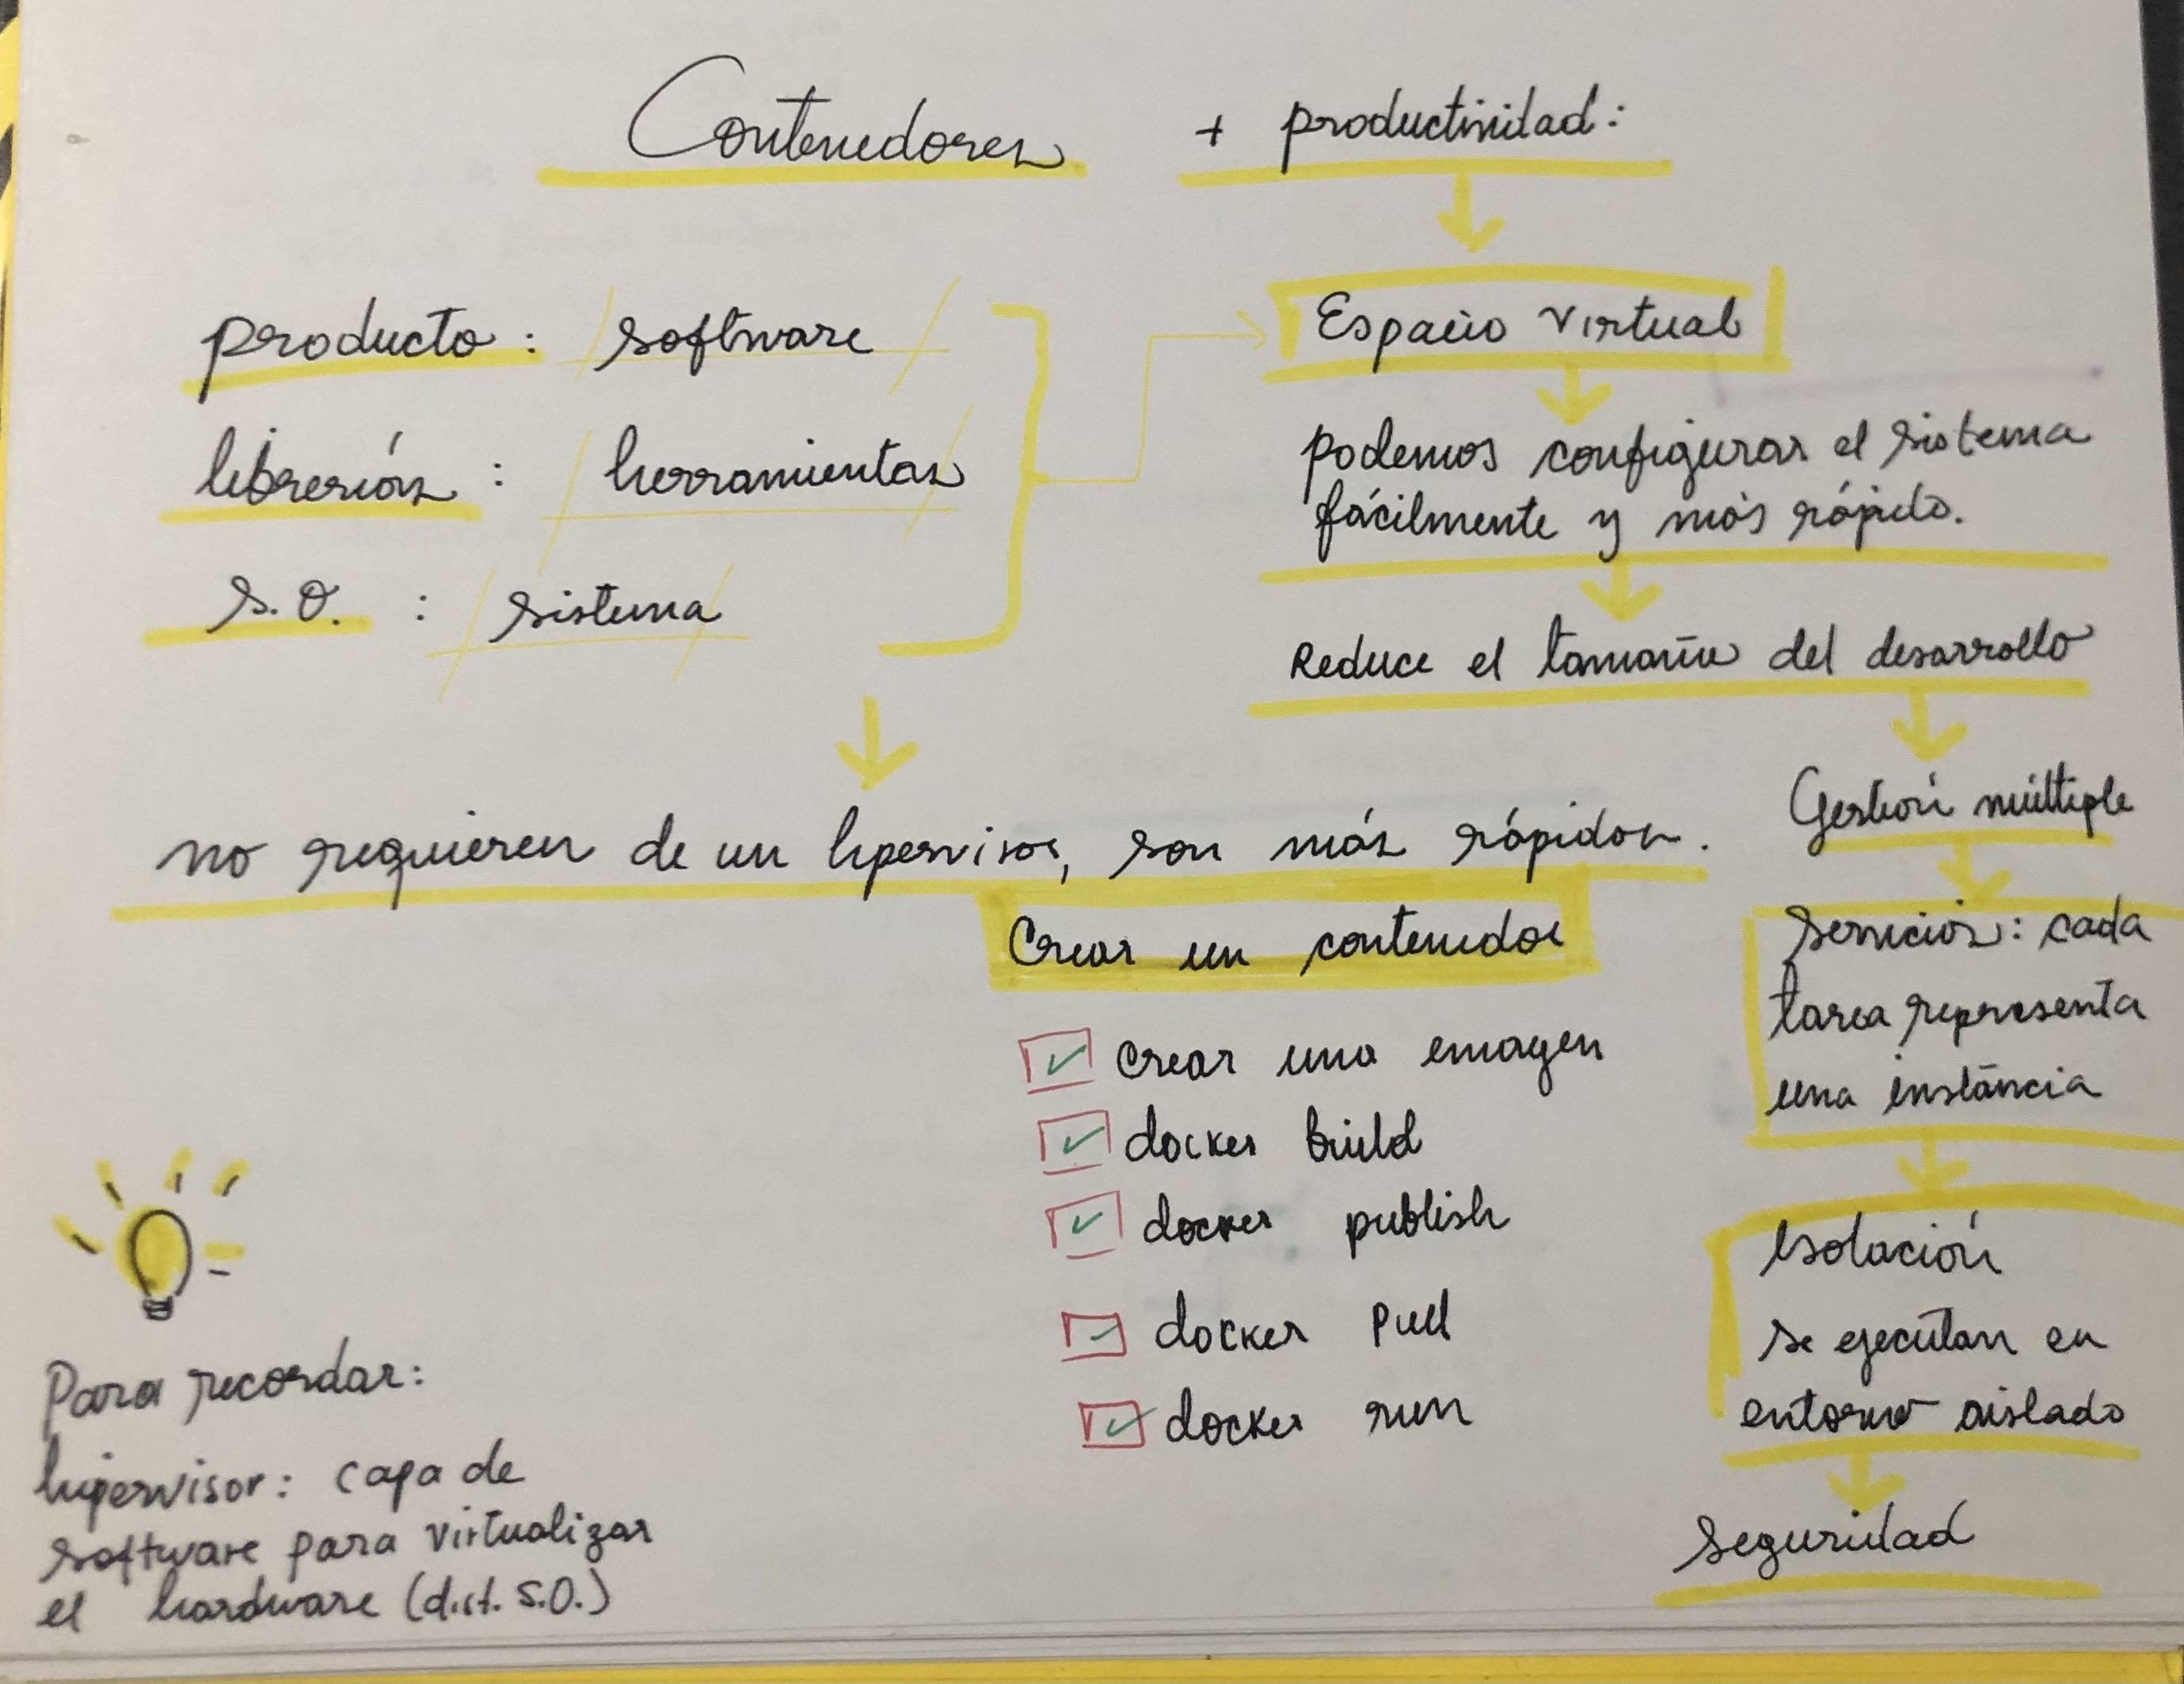 Contenedores
+ productividad:
producto : software
librerías : herramientas
S.O. : sistema
Espacio virtual
podemos configurar el sistema
fácilmente y más rápido.
Reduce el tamaño del desarrollo
Gestión múltiple
Servicios: cada
tarea representa
una instáncia
Isolación
se ejecutan en
entorno aislado
Seguridad
no requieren de un hipervisor, son más rápidos.
Crear un contenedor
crear una imagen
docker build
docker publish
docker pull
docker run
Para recordar:
hipervisor: capa de
software para virtualizar
el hardware (dist. S.O.)